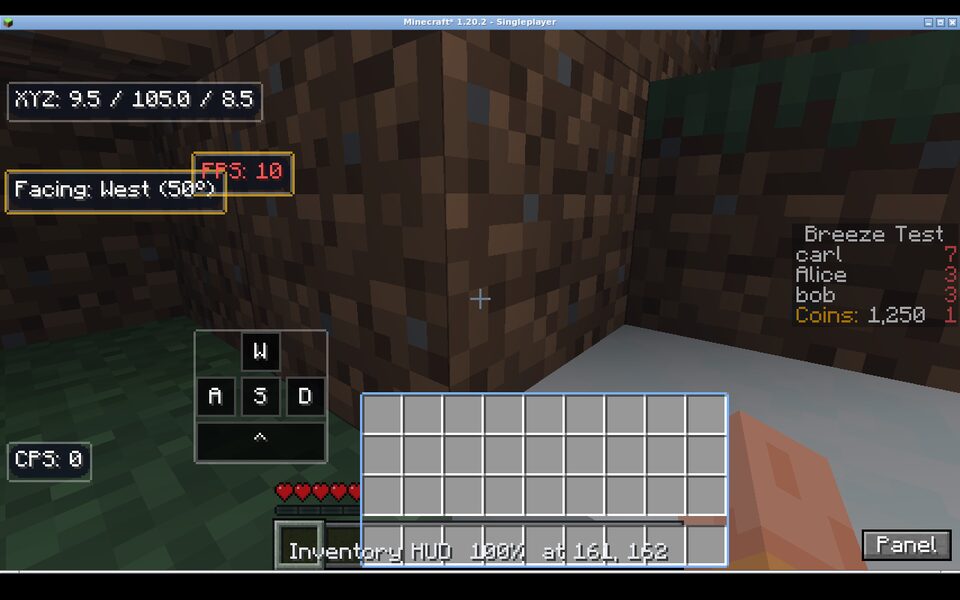 Minecraft* 1.20.2 - Singleplayer
XYZ: 9.5 / 105.0 / 8.5
FPS: 10
Facing: West (50º)
Breeze Test
carl 7
Alice 3
bob 3
Coins: 1,250 1
W
A S D
^
CPS: 0
Inventory HUD 100% at 161, 162
Panel